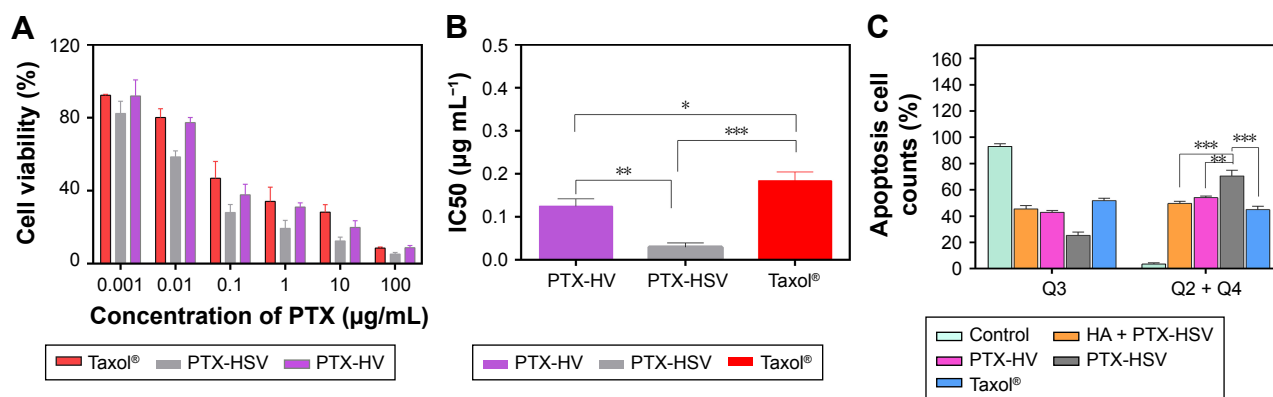 A
Cell viability (%)
120
80
40
0
0.001 0.01 0.1 1 10 100
Concentration of PTX (µg/mL)
Taxol® PTX-HSV PTX-HV
B
IC50 (µg mL⁻¹)
0.5
0.4
0.3
0.2
0.1
0.0
*
***
**
PTX-HV PTX-HSV Taxol®
PTX-HV PTX-HSV Taxol®
C
Apoptosis cell
counts (%)
160
140
120
100
80
60
40
20
0
*** ***
**
Q3 Q2 + Q4
Control HA + PTX-HSV
PTX-HV PTX-HSV
Taxol®